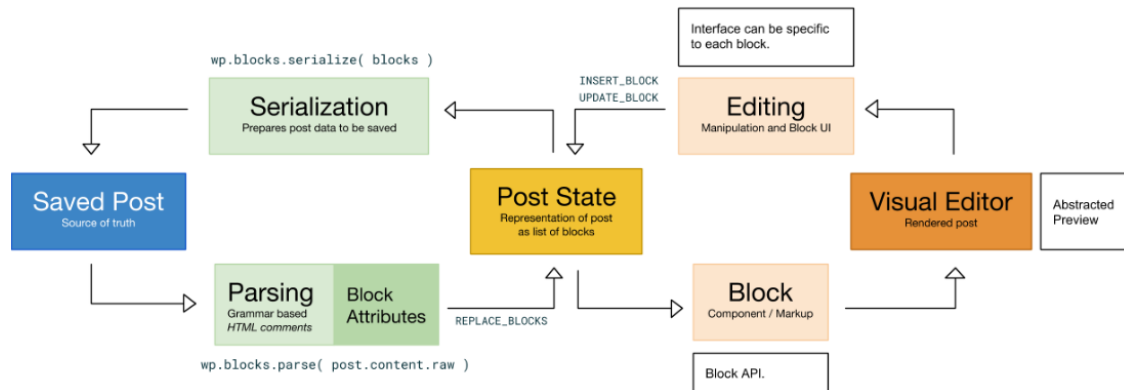 Interface can be specific
to each block.
wp.blocks.serialize( blocks )
INSERT_BLOCK
UPDATE_BLOCK
Serialization
Prepares post data to be saved
Editing
Manipulation and Block UI
Saved Post
Source of truth
Post State
Representation of post
as list of blocks
Visual Editor
Rendered post
Abstracted
Preview
Parsing
Grammar based
HTML comments
Block
Attributes
REPLACE_BLOCKS
Block
Component / Markup
wp.blocks.parse( post.content.raw )
Block API.